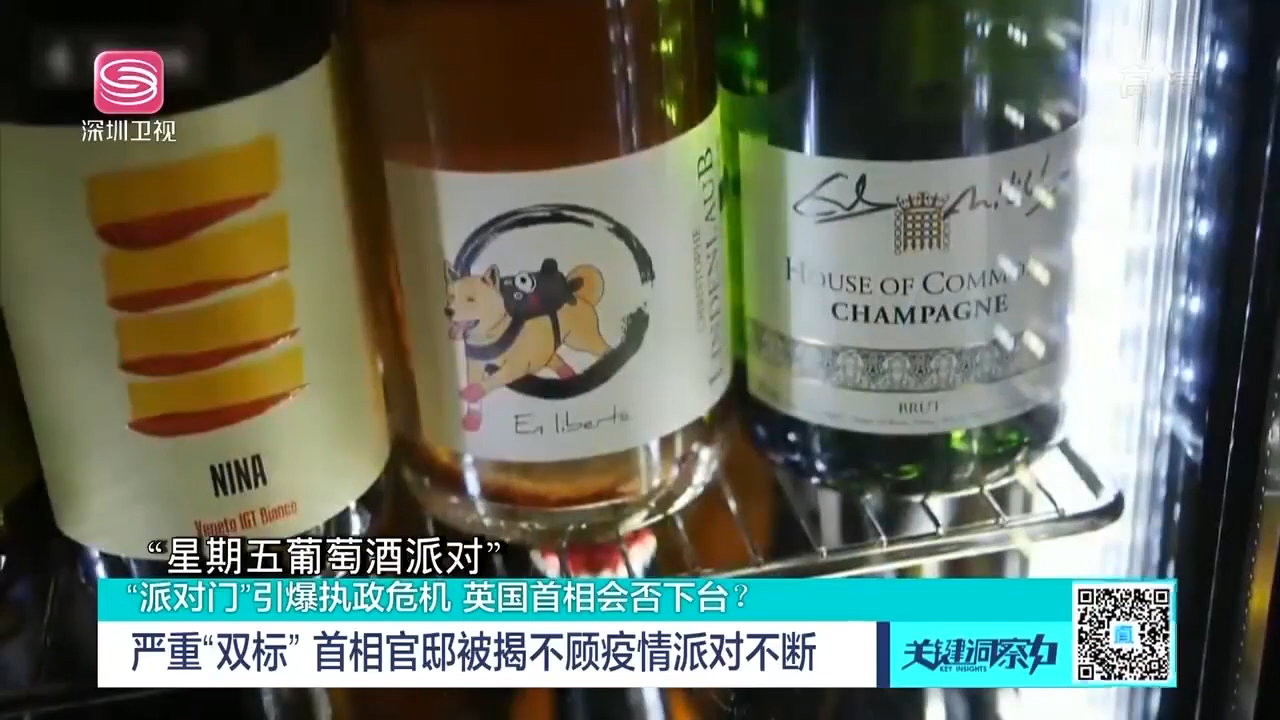 深圳卫视
高清
NINA
Veneto IGT Bianco
En liberte
HOUSE OF COMMO
CHAMPAGNE
BRUT
“星期五葡萄酒派对”
“派对门”引爆执政危机 英国首相会否下台？
严重“双标” 首相官邸被揭不顾疫情派对不断
关键洞察力
KEY INSIGHTS